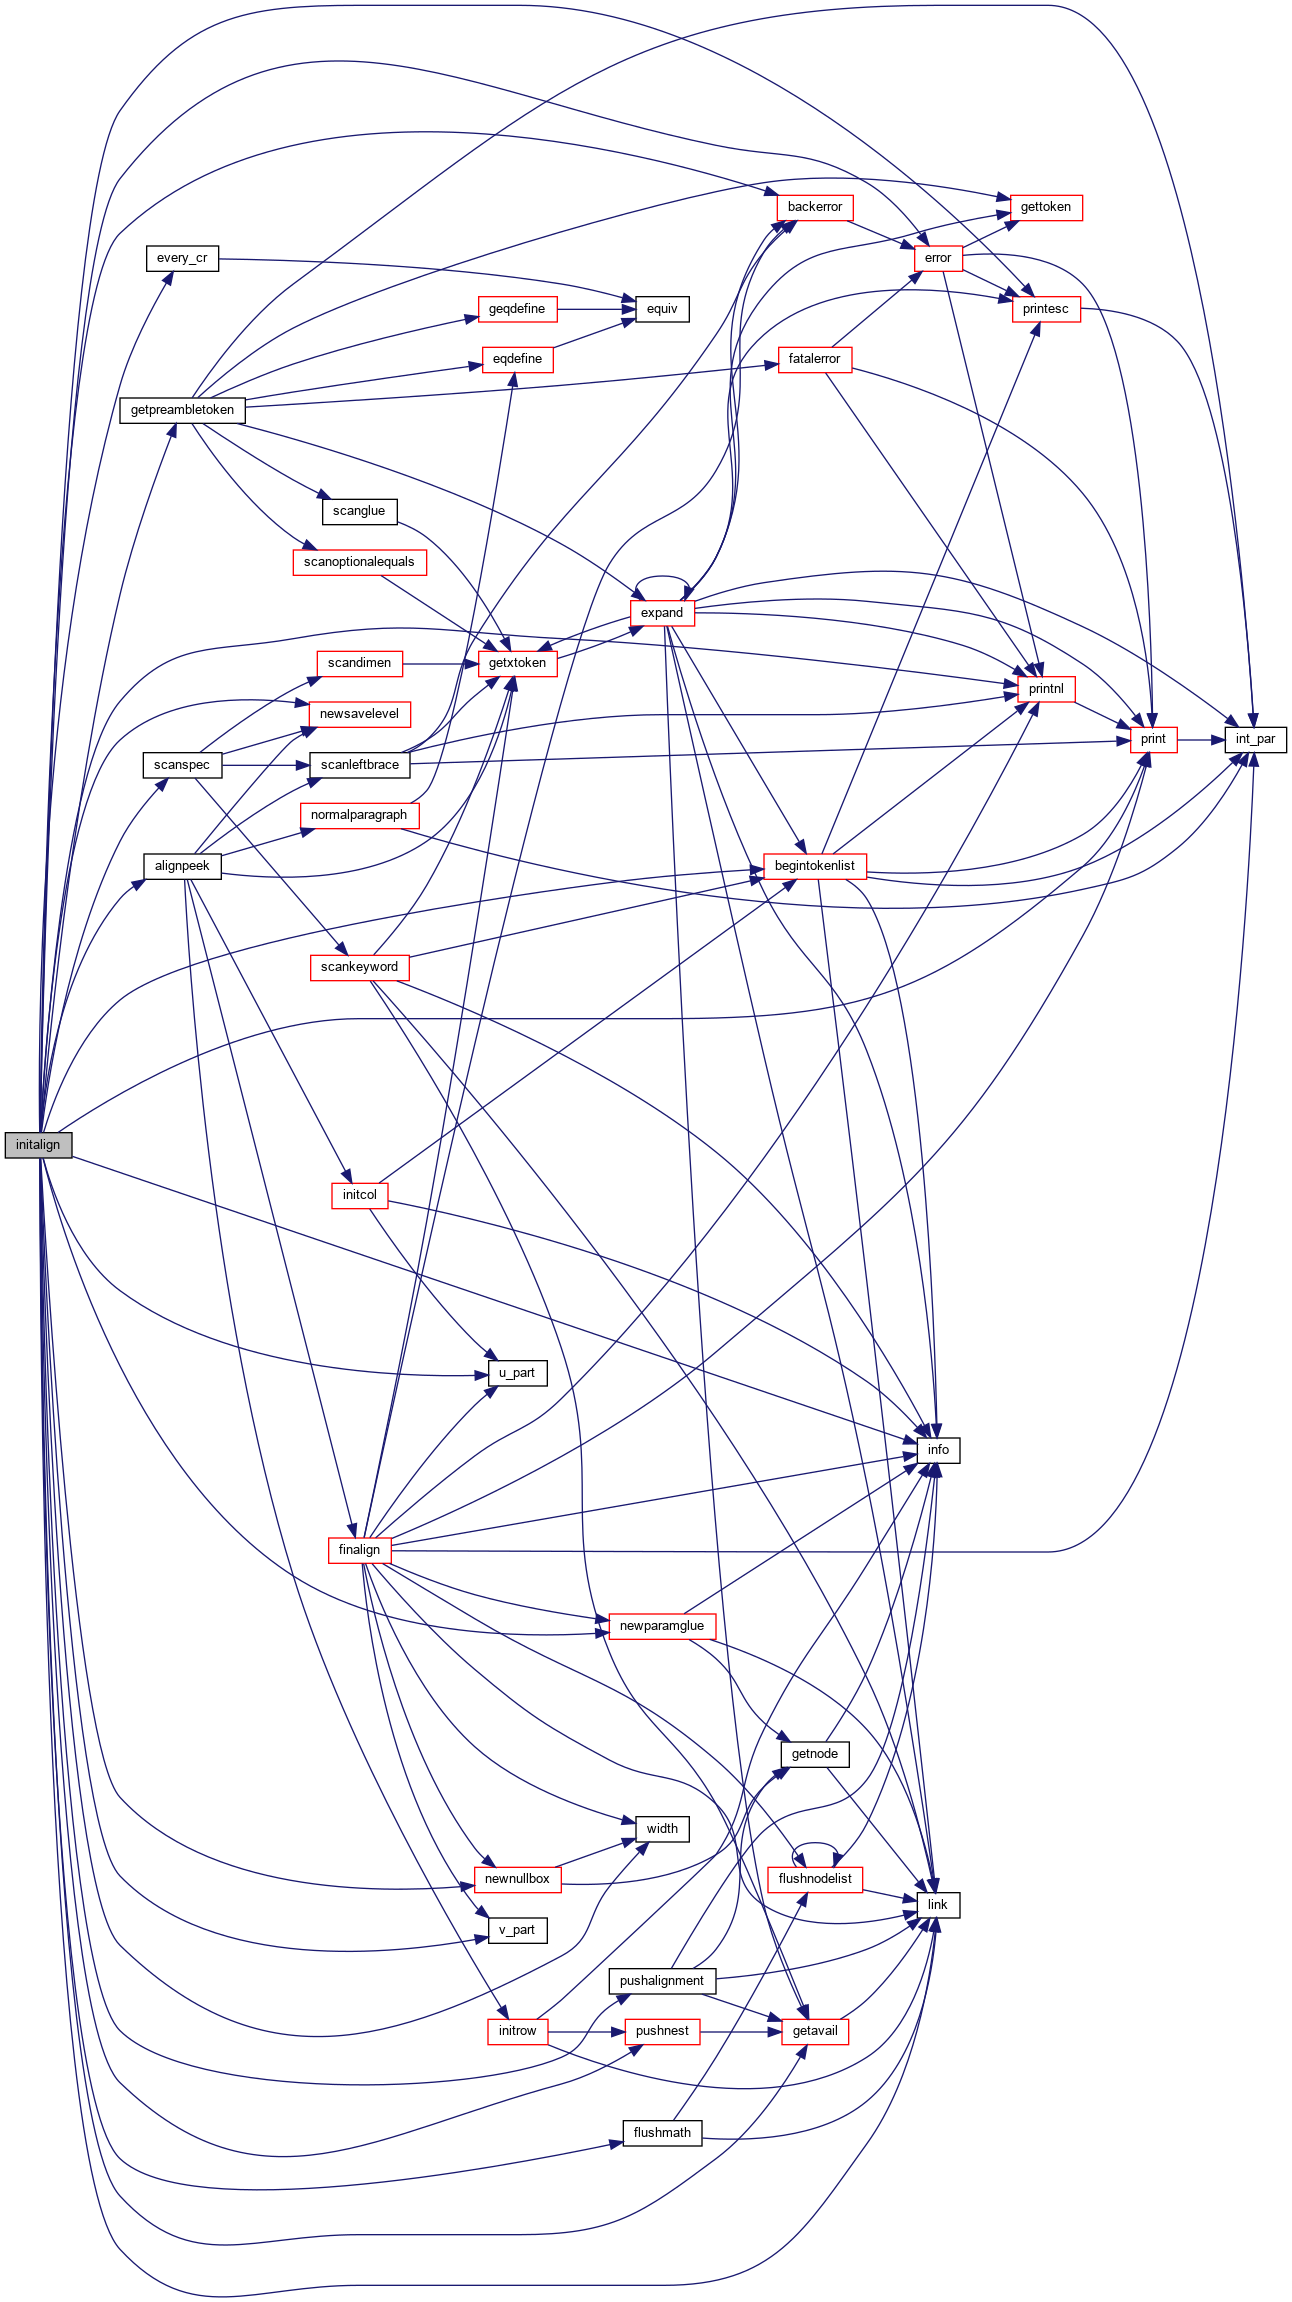 backerror
gettoken
every_cr
error
geqdefine
equiv
printesc
eqdefine
fatalerror
getpreambletoken
scanglue
scanoptionalequals
expand
scandimen
getxtoken
printnl
newsavelevel
print
int_par
scanspec
scanleftbrace
normalparagraph
alignpeek
begintokenlist
scankeyword
initalign
initcol
u_part
info
finalign
newparamglue
getnode
width
newnullbox
flushnodelist
link
v_part
pushalignment
initrow
pushnest
getavail
flushmath